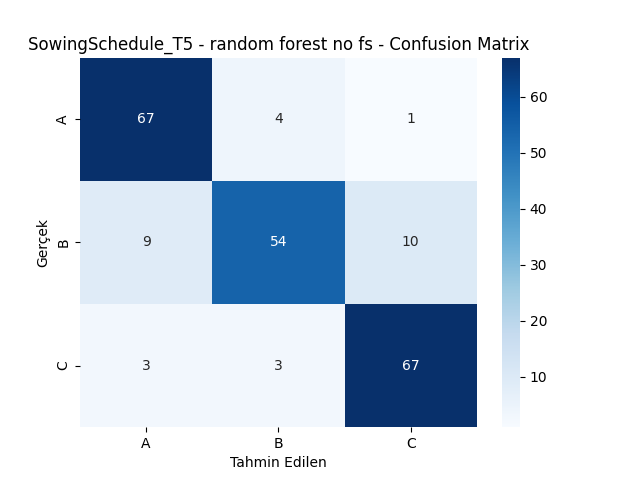 SowingSchedule_T5 - random forest no fs - Confusion Matrix
A 67 4 1
B 9 54 10
C 3 3 67
A B C
Gerçek
Tahmin Edilen
60
50
40
30
20
10